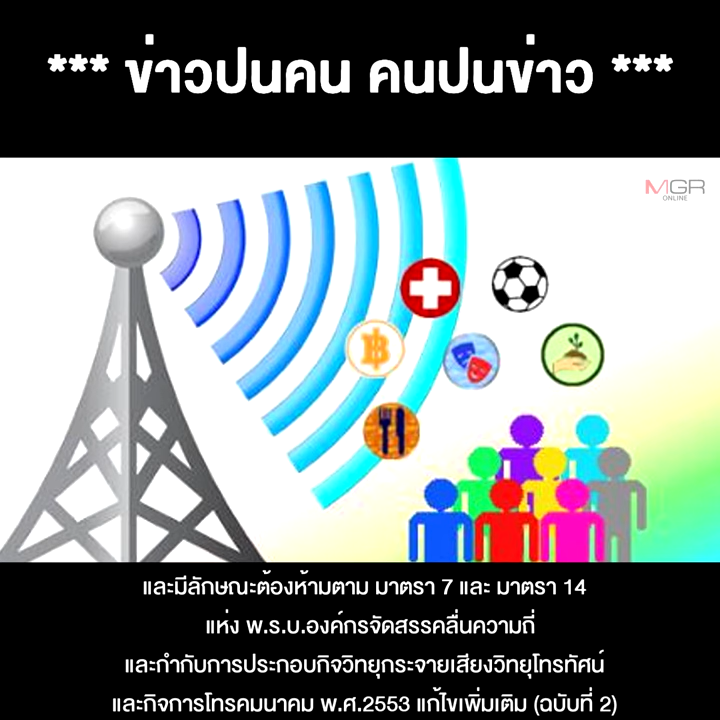 *** ข่าวปนคน คนปนข่าว ***
MGR
ONLINE
฿
และมีลักษณะต้องห้ามตาม มาตรา 7 และ มาตรา 14
แห่ง พ.ร.บ.องค์กรจัดสรรคลื่นความถี่
และกำกับการประกอบกิจวิทยุกระจายเสียงวิทยุโทรทัศน์
และกิจการโทรคมนาคม พ.ศ.2553 แก้ไขเพิ่มเติม (ฉบับที่ 2)